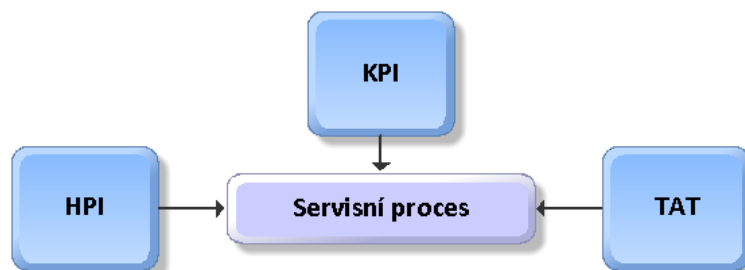 KPI
HPI
Servisní proces
TAT